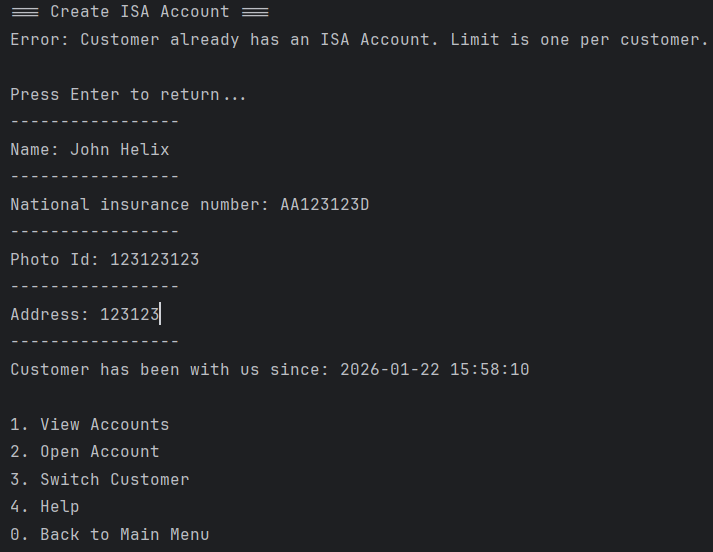 === Create ISA Account ===
Error: Customer already has an ISA Account. Limit is one per customer.
Press Enter to return...
-----------------
Name: John Helix
-----------------
National insurance number: AA123123D
-----------------
Photo Id: 123123123
-----------------
Address: 123123
-----------------
Customer has been with us since: 2026-01-22 15:58:10
1. View Accounts
2. Open Account
3. Switch Customer
4. Help
0. Back to Main Menu